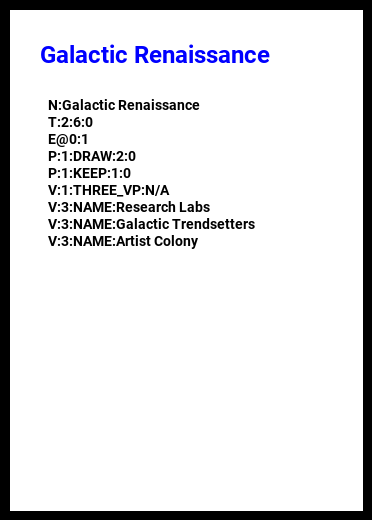 Galactic Renaissance
N:Galactic Renaissance
T:2:6:0
E@0:1
P:1:DRAW:2:0
P:1:KEEP:1:0
V:1:THREE_VP:N/A
V:3:NAME:Research Labs
V:3:NAME:Galactic Trendsetters
V:3:NAME:Artist Colony